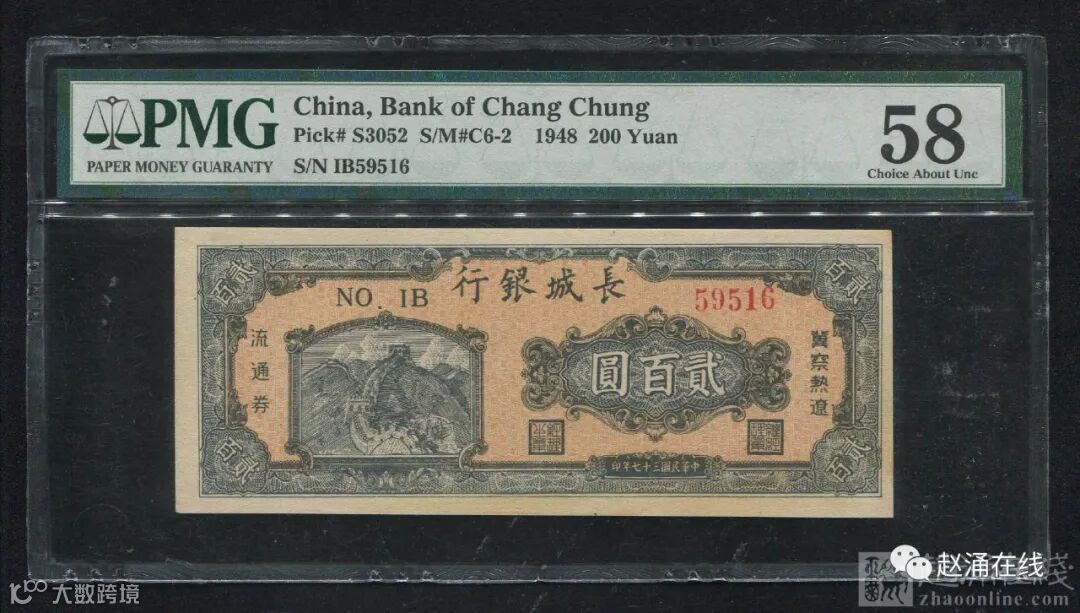 PMG
PAPER MONEY GUARANTY
China, Bank of Chang Chung
Pick# S3052 S/M#C6-2 1948 200 Yuan
S/N IB59516
58
Choice About Unc
百貳
百貳
行銀城長
NO. IB
59516
流通券
圓百貳
冀察熱遼
百貳
百貳
印年七十三國民華中
赵涌在线
zhaoonline.com
大数跨境